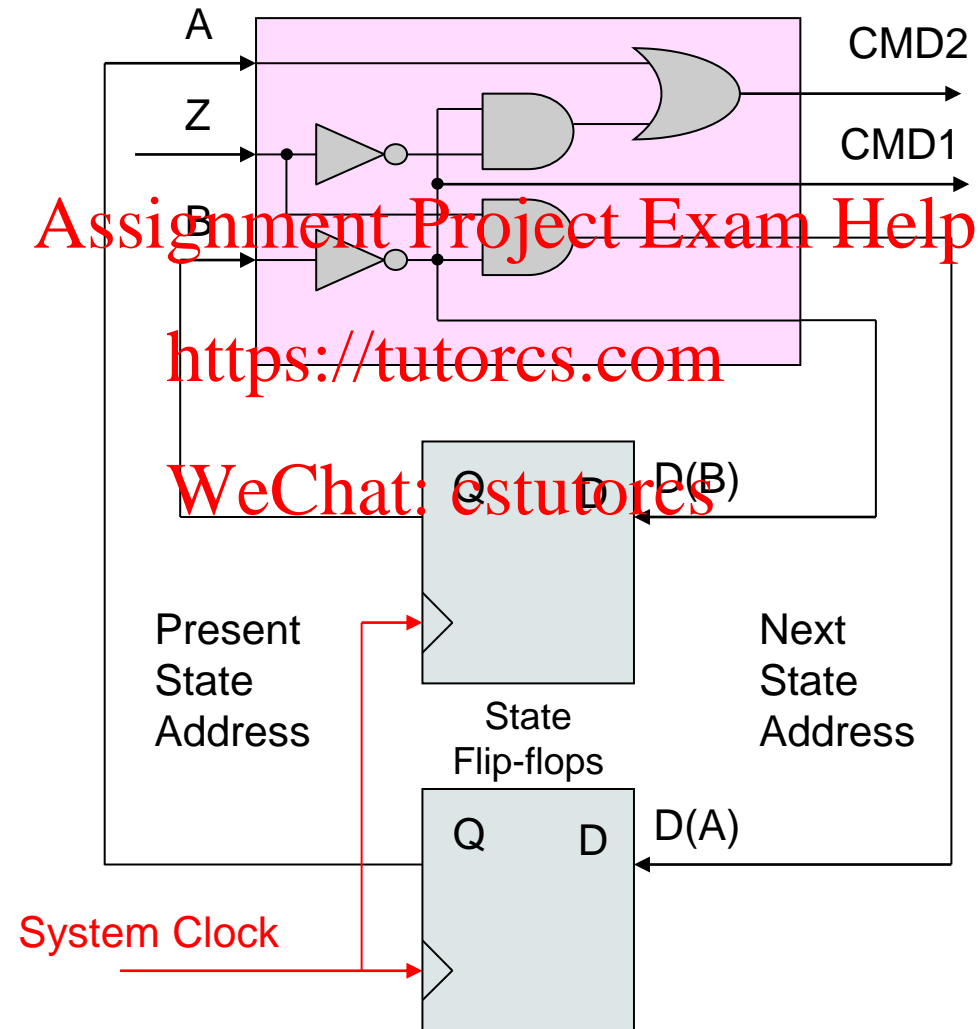 A
CMD2
Z
CMD1
Assignment Project Exam Help
B
https://tutorcs.com
WeChat: cstutorcs
Q D D(B)
Present
State
Address
Next
State
Address
State
Flip-flops
Q D D(A)
System Clock